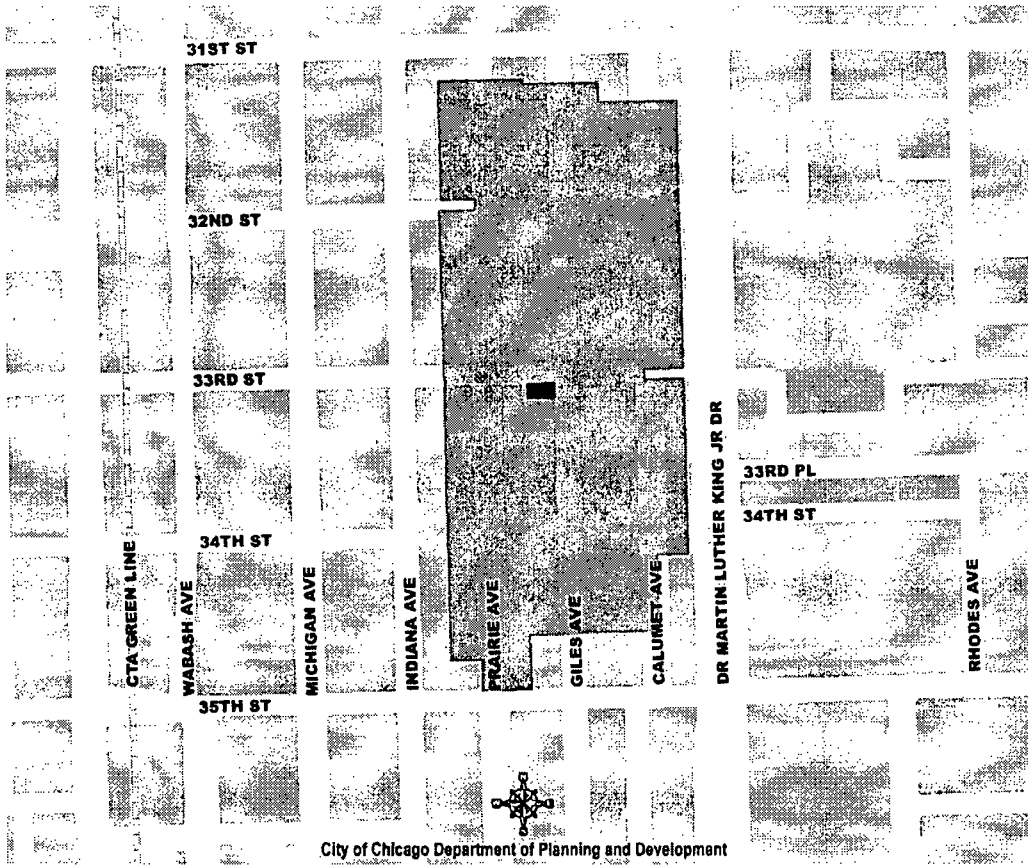 31ST ST
32ND ST
33RD ST
33RD PL
34TH ST
34TH ST
CTA GREEN LINE
WABASH AVE
MICHIGAN AVE
INDIANA AVE
PRAIRIE AVE
GILES AVE
CALUMET AVE
DR MARTIN LUTHER KING JR DR
RHODES AVE
35TH ST
City of Chicago Department of Planning and Development